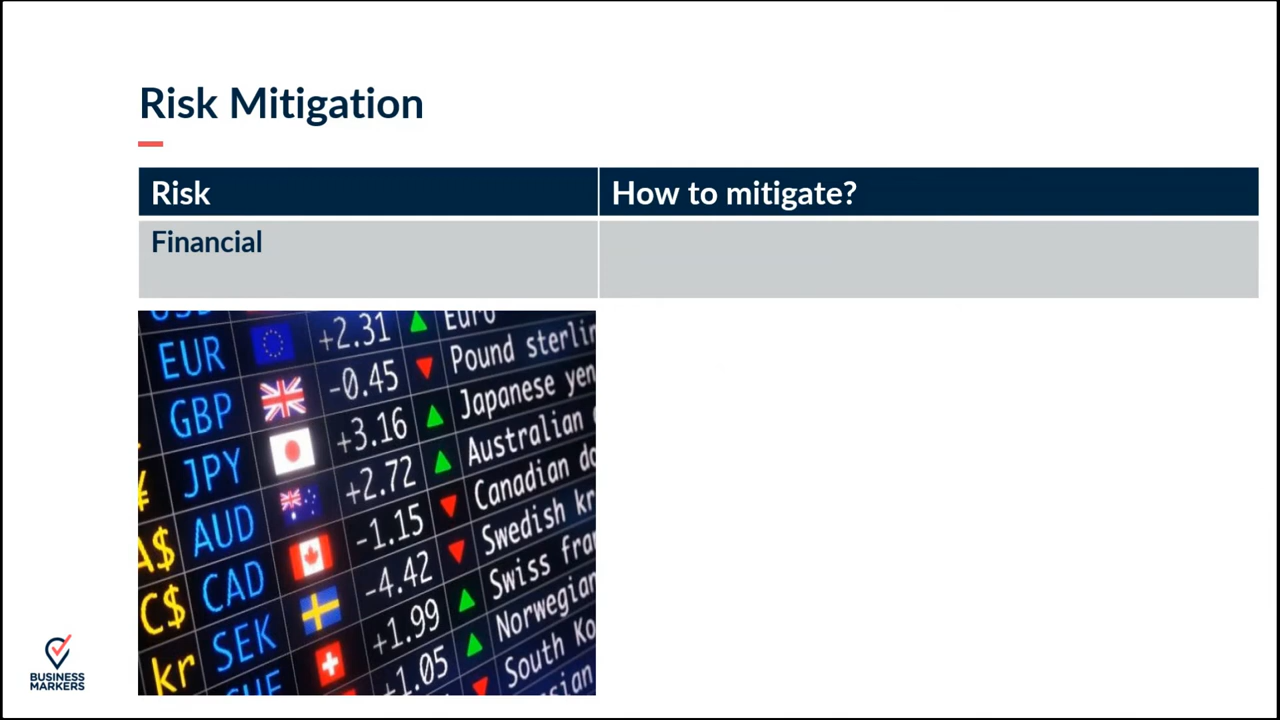 Risk Mitigation
Risk How to mitigate?
Financial
EUR +2.31 Euro
GBP -0.45 Pound sterlin
¥ JPY +3.16 Japanese yen
A$ AUD +2.72 Australian
C$ CAD -1.15 Canadian do
kr SEK -4.42 Swedish kr
+1.99 Swiss fra
+1.05 Norwegian
South Ko
BUSINESS
MARKERS